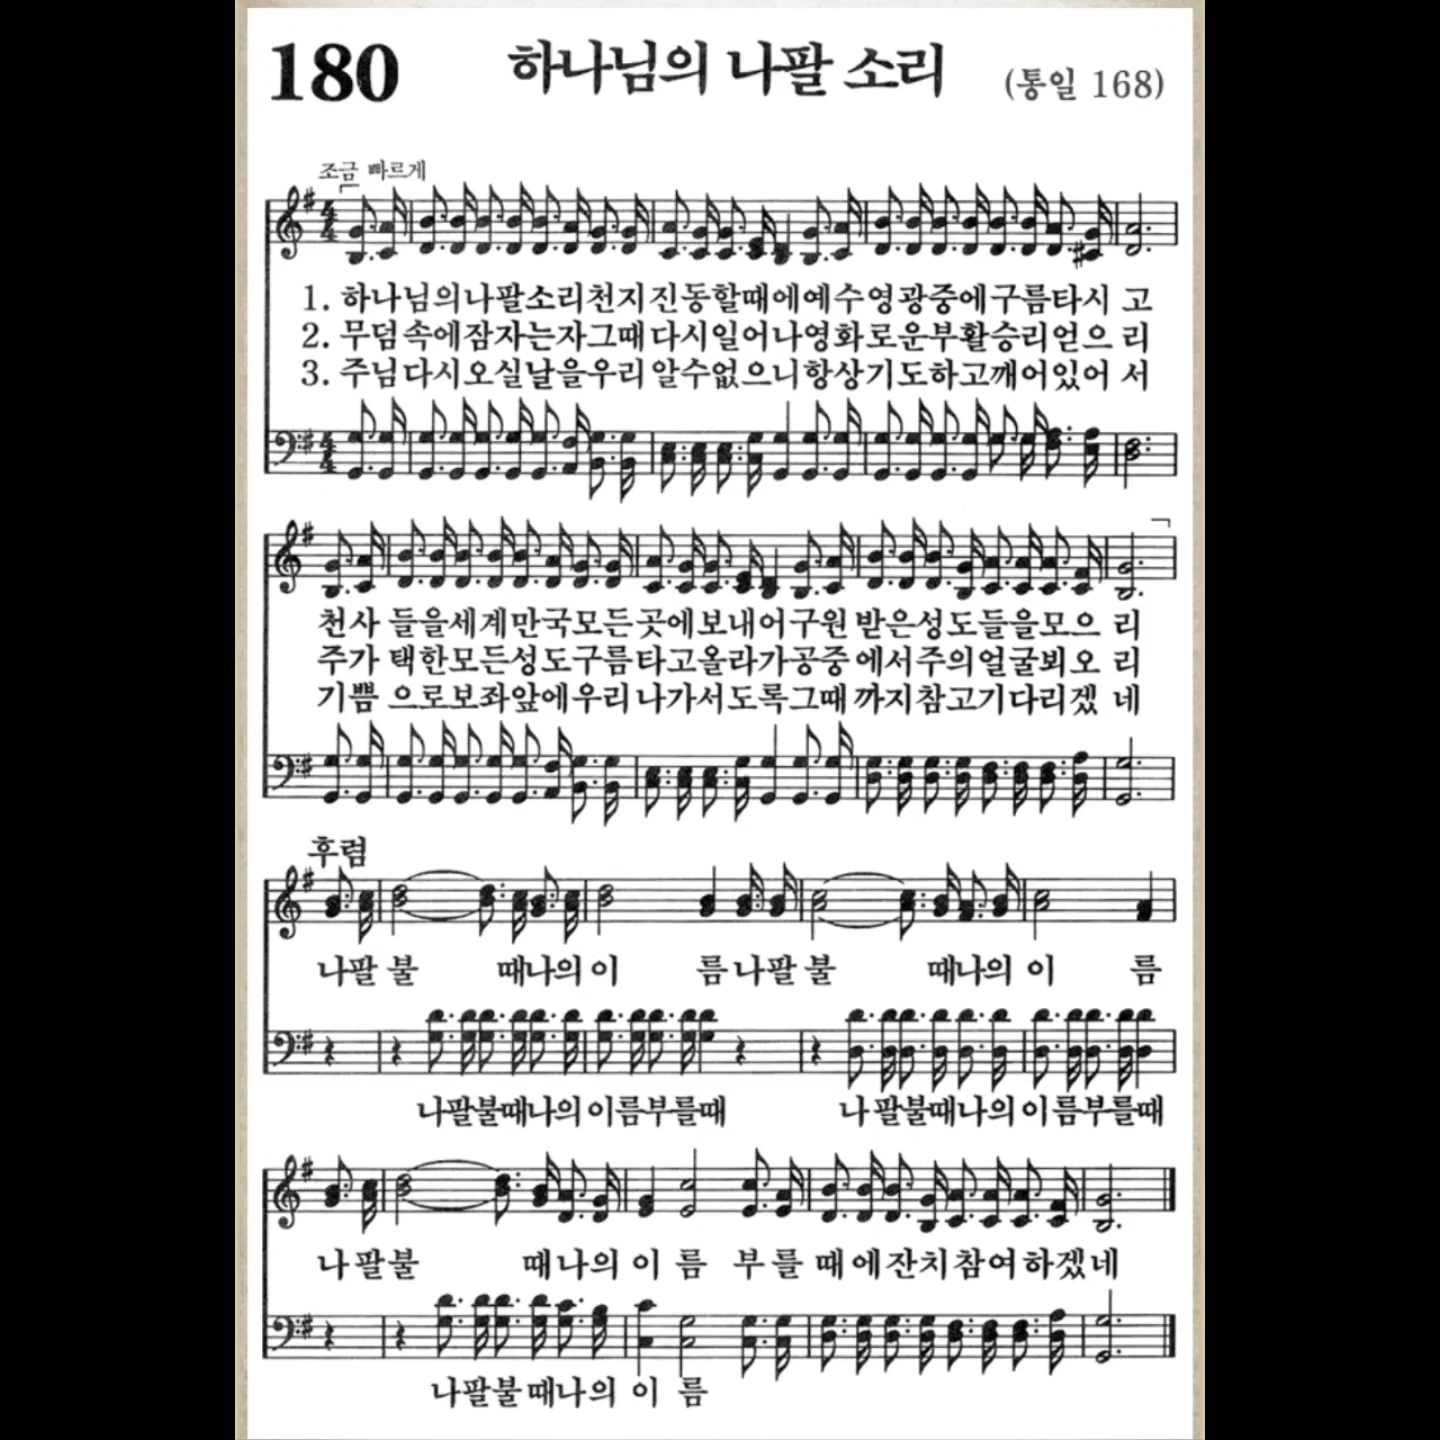 180 하나님의 나팔 소리 (통일 168)
조금 빠르게
1. 하나님의나팔소리천지진동할때에예수영광중에구름타시 고
2. 무덤속에잠자는자그때다시일어나영화로운부활승리얻으 리
3. 주님다시오실날을우리알수없으니항상기도하고깨어있어 서
천사 들을세계만국모든곳에보내어구원 받은성도들을모으 리
주가 택한모든성도구름타고올라가공중 에서주의얼굴뵈오 리
기쁨 으로보좌앞에우리나가서도록그때 까지참고기다리겠 네
후렴
나팔 불 때나의 이 름나팔 불 때나의 이 름
나팔불때나의 이름부를때 나팔불때나의 이름부를때
나팔불 때나의 이 름 부를 때에잔치참여하겠네
나팔불때나의 이 름